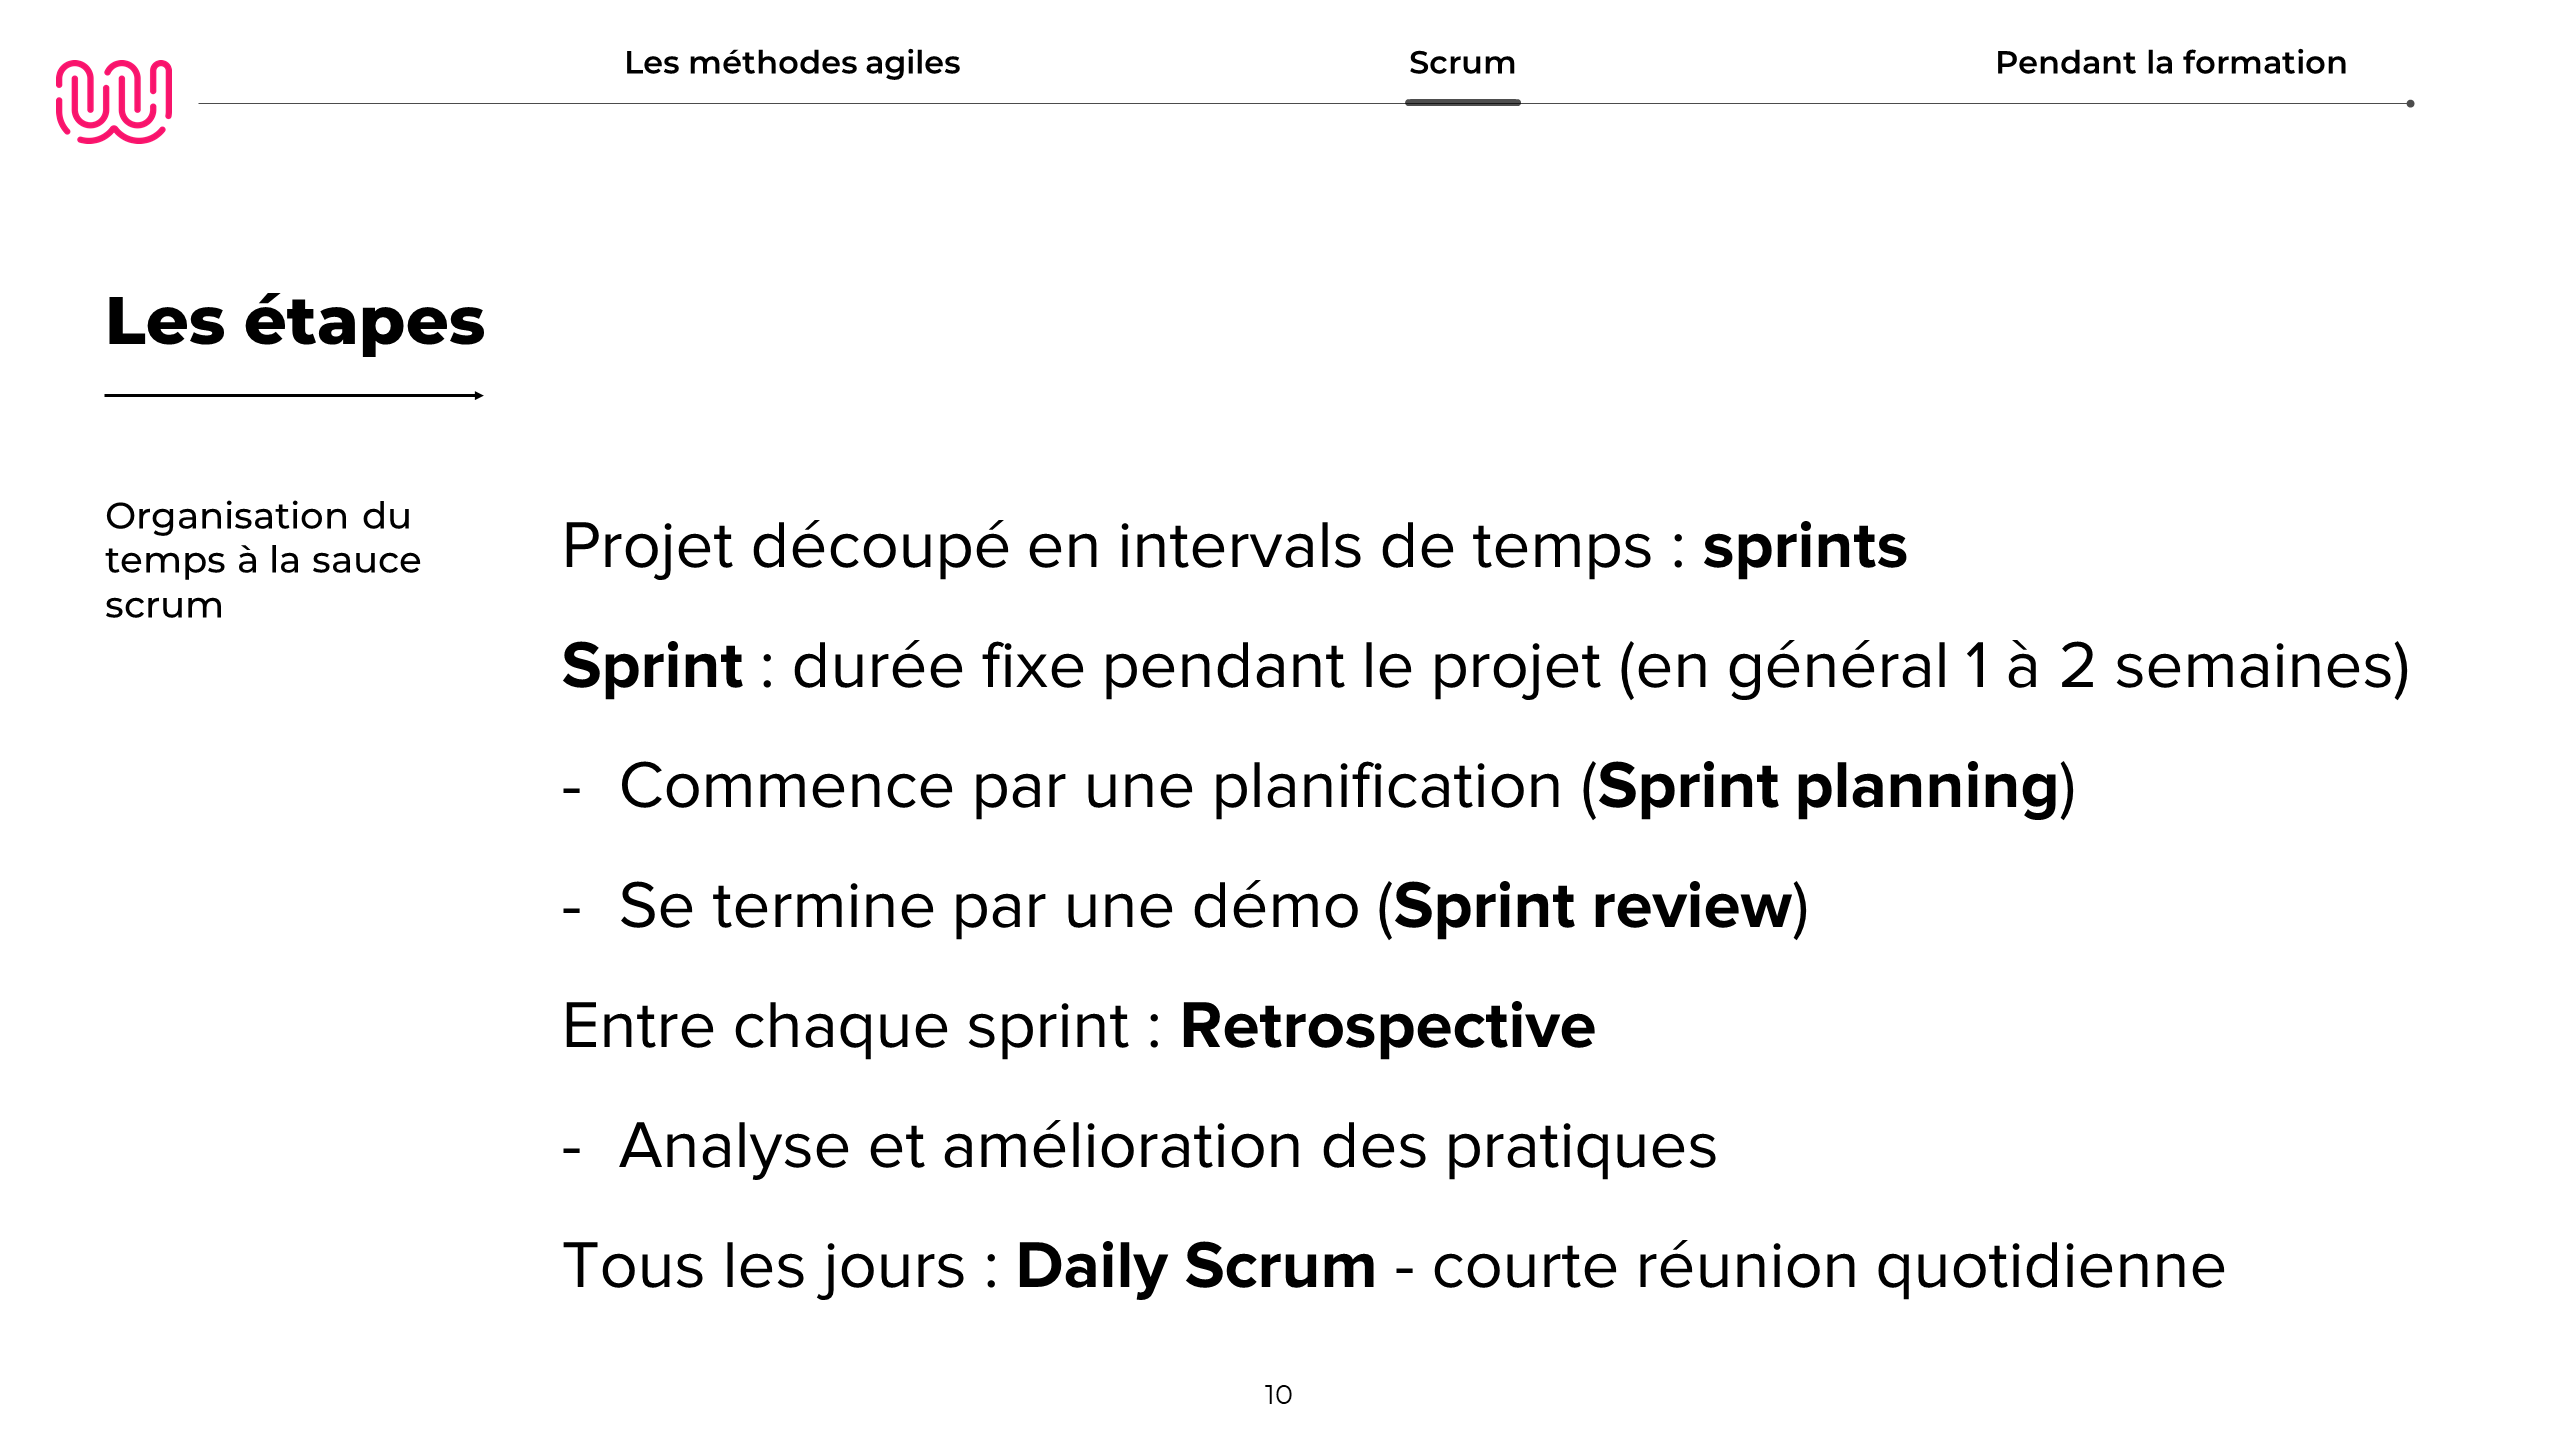 Les méthodes agiles
Scrum
Pendant la formation
Les étapes
Organisation du
temps à la sauce
scrum
Projet découpé en intervals de temps : sprints
Sprint : durée fixe pendant le projet (en général 1 à 2 semaines)
- Commence par une planification (Sprint planning)
- Se termine par une démo (Sprint review)
Entre chaque sprint : Retrospective
- Analyse et amélioration des pratiques
Tous les jours : Daily Scrum - courte réunion quotidienne
10